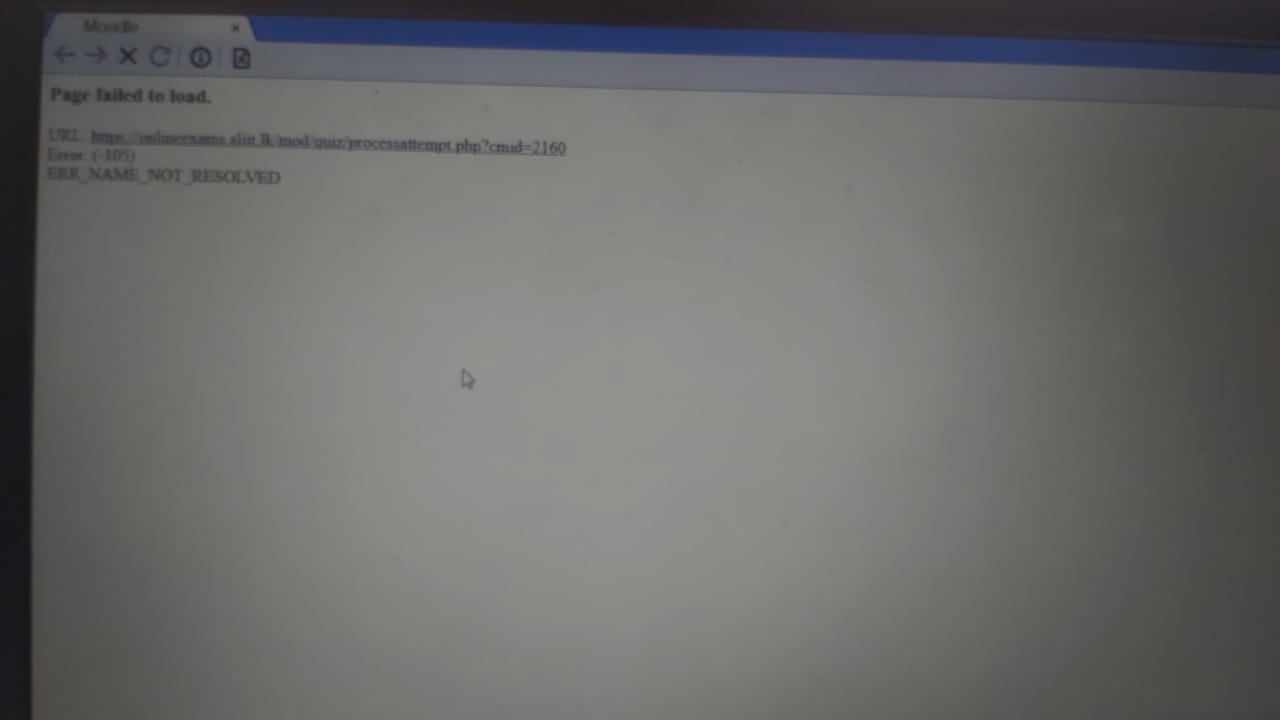 Moodle
Page failed to load.
URL: https://onlineexams.sliit.lk/mod/quiz/processattempt.php?cmid=2160
Error: (-105)
ERR_NAME_NOT_RESOLVED